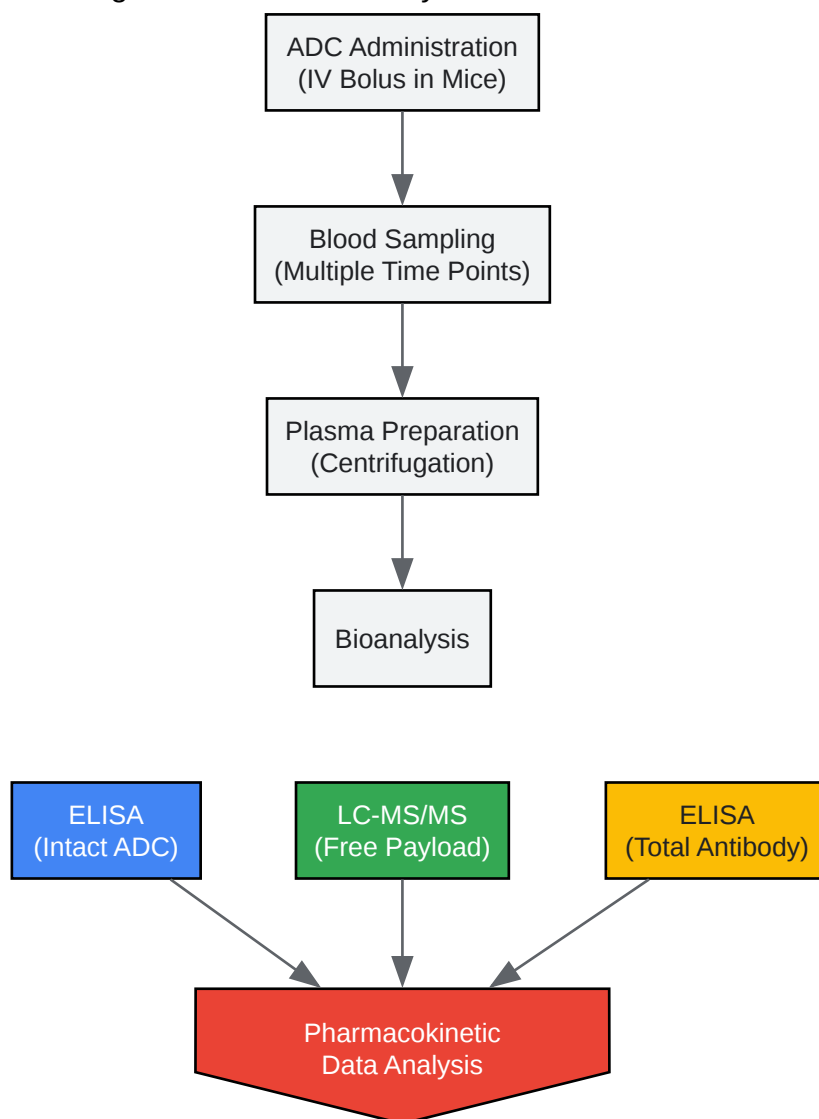 ADC Administration
(IV Bolus in Mice)
Blood Sampling
(Multiple Time Points)
Plasma Preparation
(Centrifugation)
Bioanalysis
ELISA
(Intact ADC)
LC-MS/MS
(Free Payload)
ELISA
(Total Antibody)
Pharmacokinetic
Data Analysis